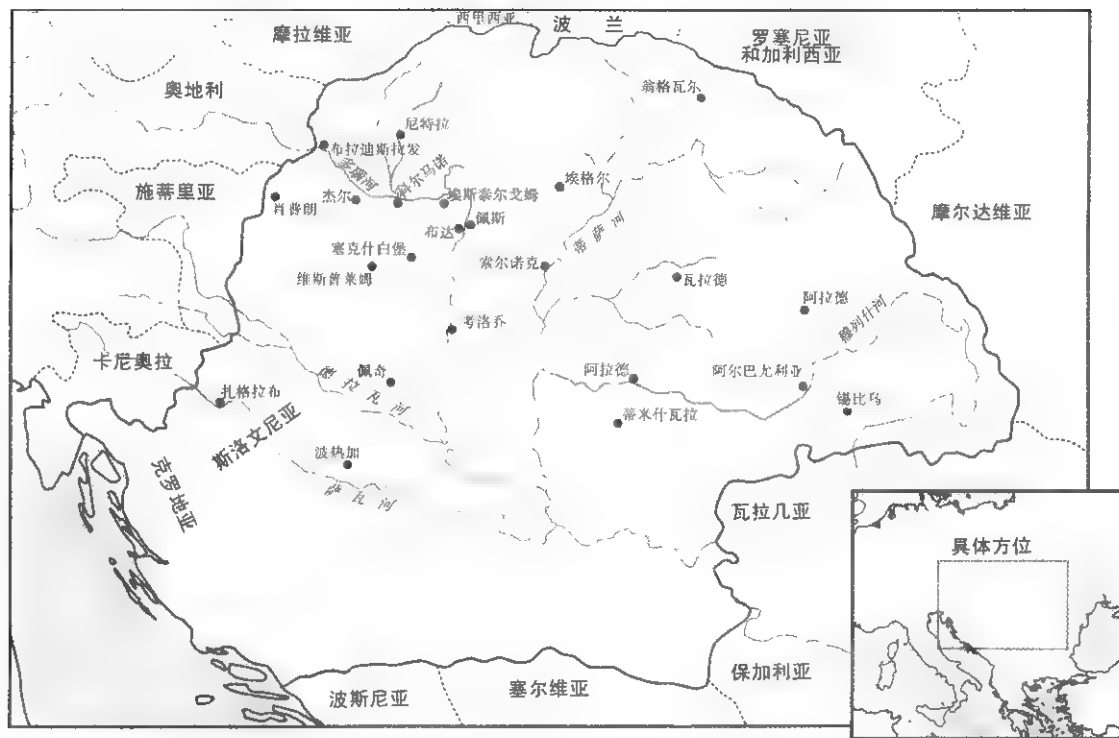 西里西亚
波 兰
摩拉维亚
罗塞尼亚
和加利西亚
奥地利
翁格瓦尔
尼特拉
布拉迪斯拉发
多瑙河
科尔马诺
埃斯泰尔戈姆
埃格尔
施蒂里亚
肖普朗
杰尔
佩斯
布达
蒂萨河
摩尔达维亚
塞克什白堡
维斯普莱姆
索尔诺克
瓦拉德
阿拉德
穆列什河
考洛乔
卡尼奥拉
佩奇
德拉瓦河
阿拉德
阿尔巴尤利亚
扎格拉布
锡比乌
蒂米什瓦拉
斯洛文尼亚
波热加
克罗地亚
萨瓦河
瓦拉几亚
具体方位
保加利亚
波斯尼亚
塞尔维亚